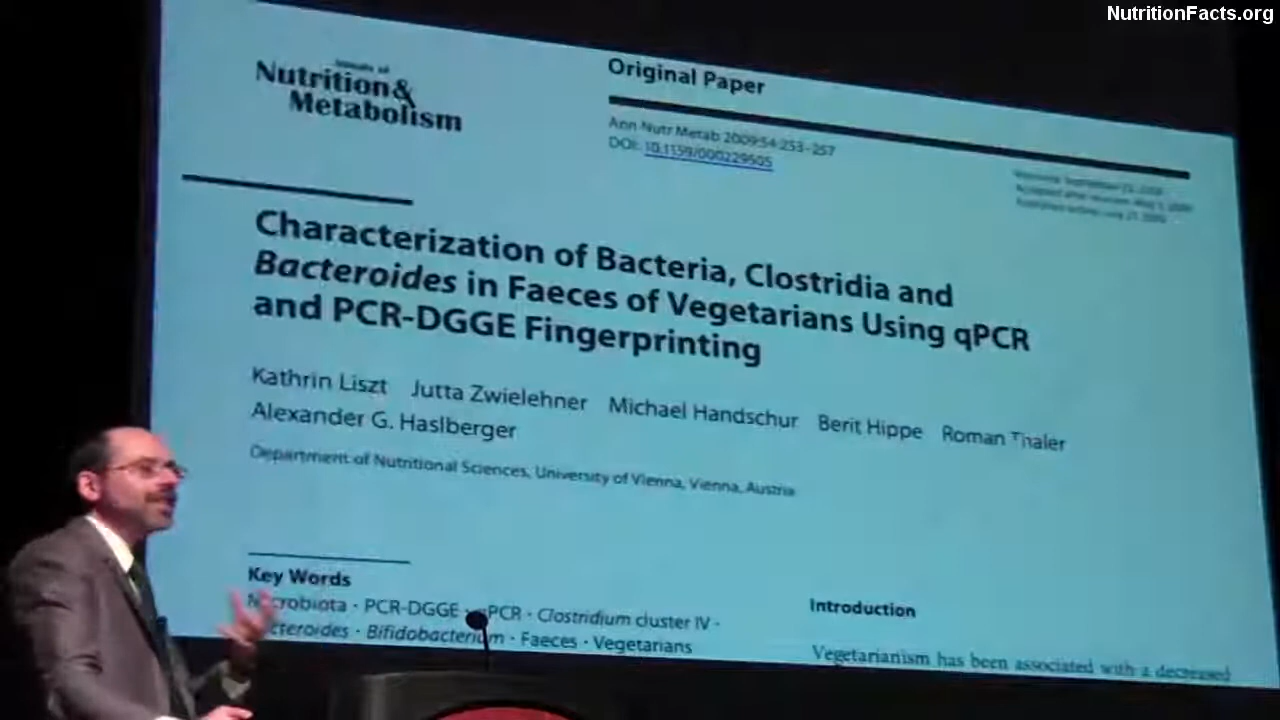 NutritionFacts.org
Annals of
Nutrition&
Metabolism
Original Paper
Ann Nutr Metab 2009;54:253–257
DOI: 10.1159/000229505
Characterization of Bacteria, Clostridia and
Bacteroides in Faeces of Vegetarians Using qPCR
and PCR-DGGE Fingerprinting
Kathrin Liszt Jutta Zwielehner Michael Handschur Berit Hippe Roman Thaler
Alexander G. Haslberger
Department of Nutritional Sciences, University of Vienna, Vienna, Austria
Key Words
Microbiota · PCR-DGGE · qPCR · Clostridium cluster IV ·
Bacteroides · Bifidobacterium · Faeces · Vegetarians
Introduction
Vegetarianism has been associated with a decreased